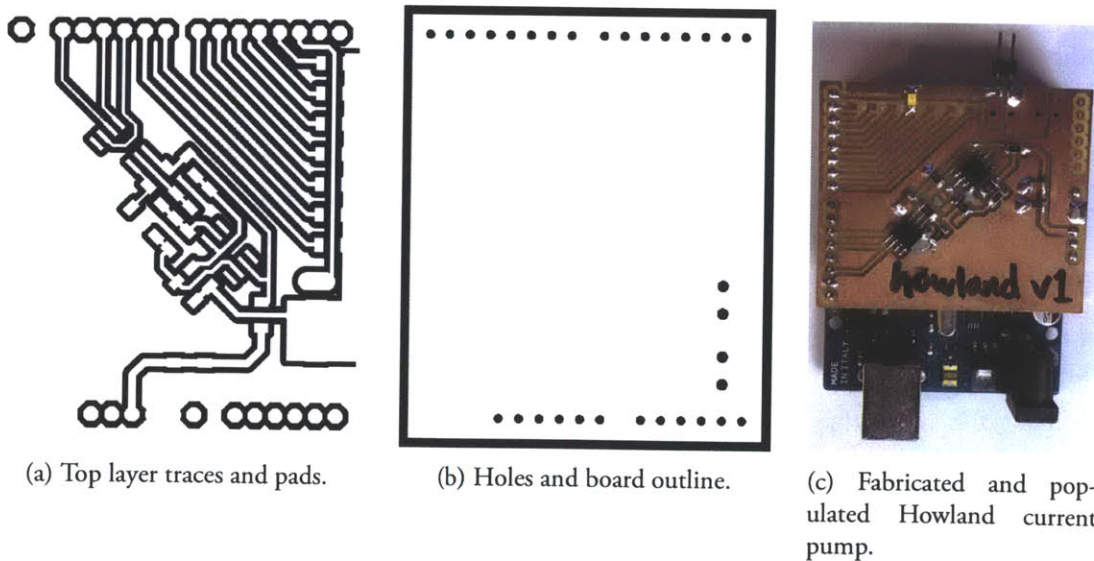 howland v1
MADE
IN ITALY
(a) Top layer traces and pads.
(b) Holes and board outline.
(c) Fabricated and pop-
ulated Howland current
pump.